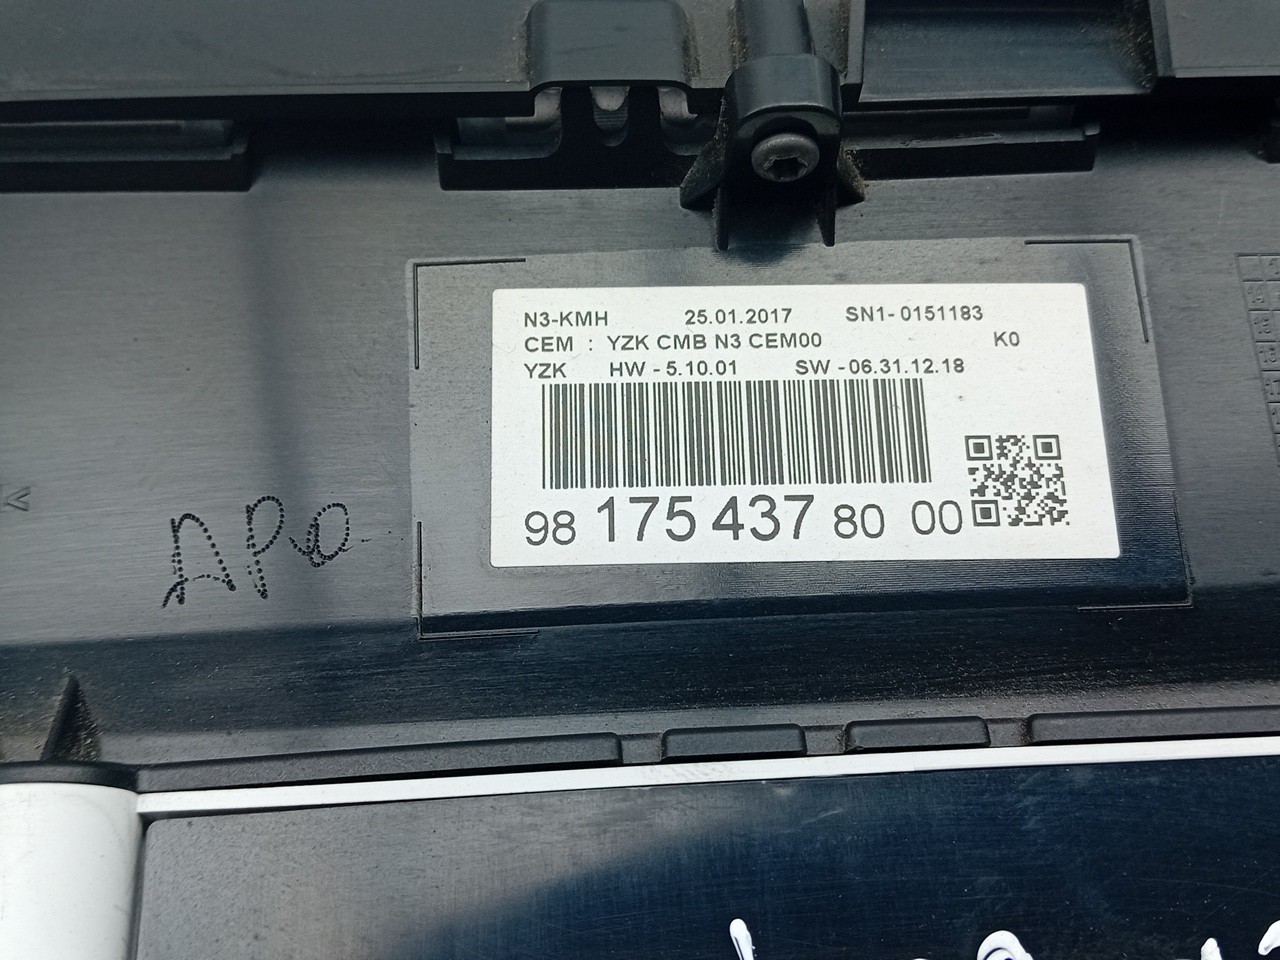 N3-KMH 25.01.2017 SN1-0151183
CEM : YZK CMB N3 CEM00 K0
YZK HW - 5.10.01 SW - 06.31.12.18
98 175 437 80 00